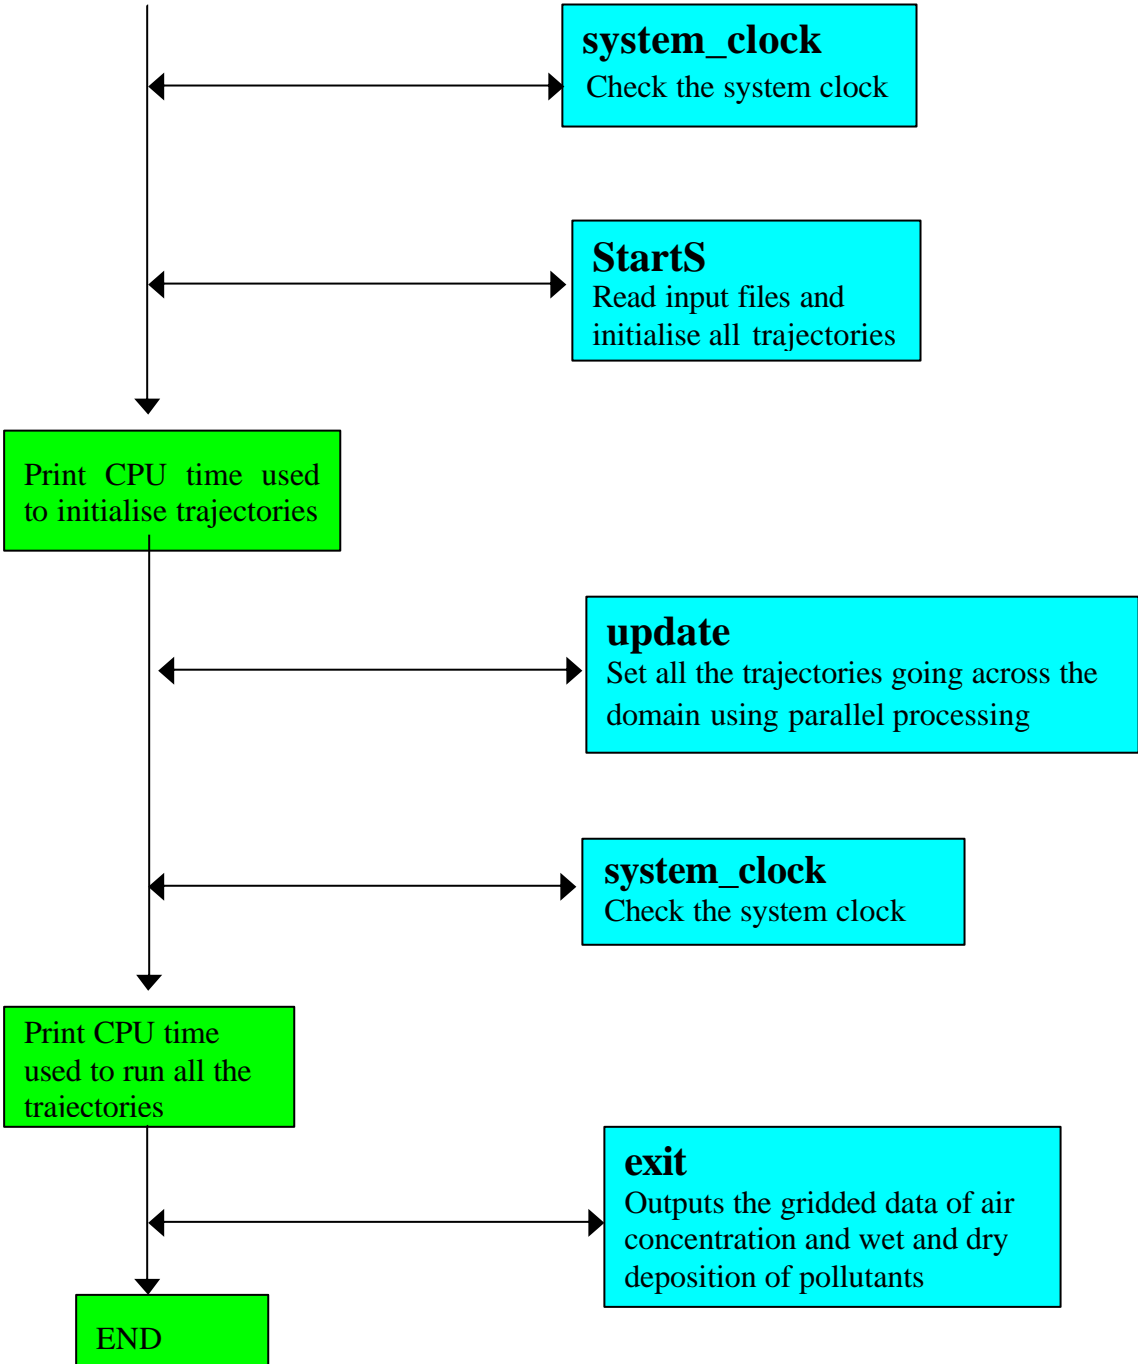 system_clock
Check the system clock
StartS
Read input files and
initialise all trajectories
Print CPU time used
to initialise trajectories
update
Set all the trajectories going across the
domain using parallel processing
system_clock
Check the system clock
Print CPU time
used to run all the
trajectories
exit
Outputs the gridded data of air
concentration and wet and dry
deposition of pollutants
END